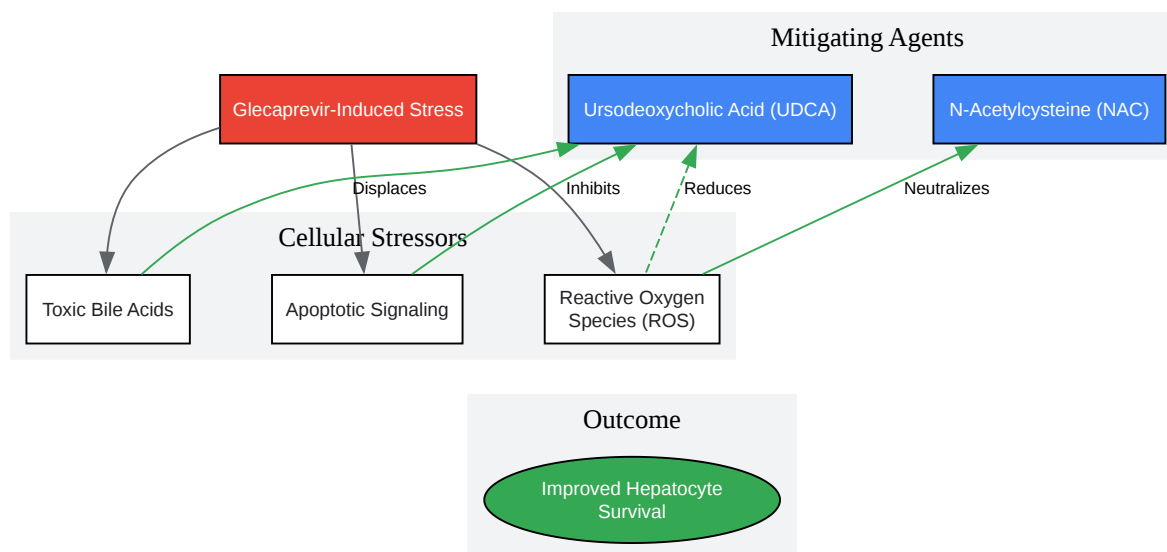 Mitigating Agents
Glecaprevir-Induced Stress
Ursodeoxycholic Acid (UDCA)
N-Acetylcysteine (NAC)
Displaces
Inhibits
Reduces
Neutralizes
Cellular Stressors
Toxic Bile Acids
Apoptotic Signaling
Reactive Oxygen
Species (ROS)
Outcome
Improved Hepatocyte
Survival